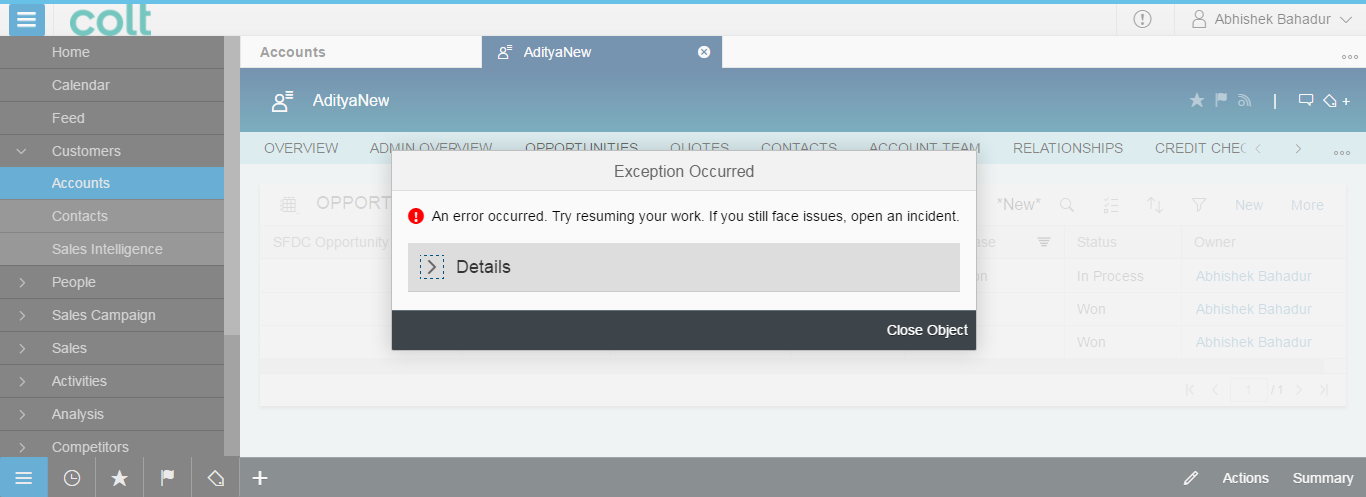 colt
Abhishek Bahadur
Home
Calendar
Feed
Customers
Accounts
Contacts
Sales Intelligence
People
Sales Campaign
Sales
Activities
Analysis
Competitors
Accounts
AdityaNew
AdityaNew
OVERVIEW ADMIN OVERVIEW OPPORTUNITIES QUOTES CONTACTS ACCOUNT TEAM RELATIONSHIPS CREDIT CHEC
OPPORT
*New* New More
SFDC Opportunity ase Status Owner
on In Process Abhishek Bahadur
Won Abhishek Bahadur
Won Abhishek Bahadur
1 / 1
Exception Occurred
An error occurred. Try resuming your work. If you still face issues, open an incident.
Details
Close Object
Actions Summary